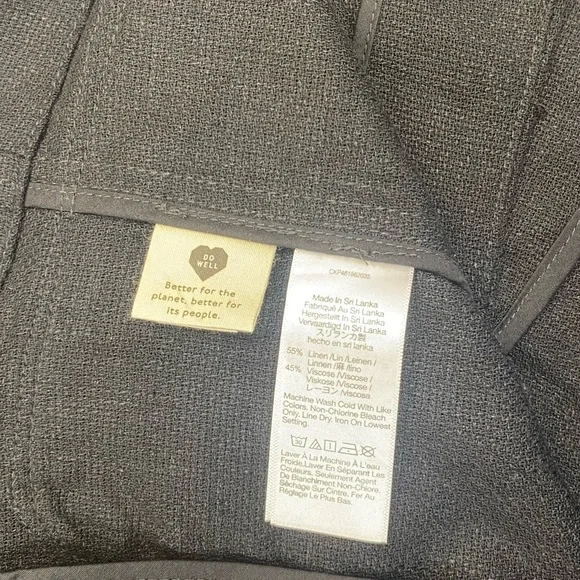 DO
WELL
Better for the
planet, better for
its people.
Made In Sri Lanka
Fabriqué Au Sri Lanka
Hergestellt In Sri Lanka
Vervaardigd In Sri Lanka
スリランカ製
hecho en sri lanka
55% Linen /Lin /Leinen /
Linnen /麻 /lino
45% Viscose /Viscose /
Viskose /Viscose /
レーヨン /Viscosa
Machine Wash Cold With Like
Colors. Non-Chlorine Bleach
Only. Line Dry. Iron On Lowest
Setting.
30
Laver À La Machine À L'eau
Froide.Laver En Séparant Les
Couleurs. Seulement Agent
De Blanchiment Non Chloré.
Séchage Sur Cintre. Fer Au
Réglage Le Plus Bas.